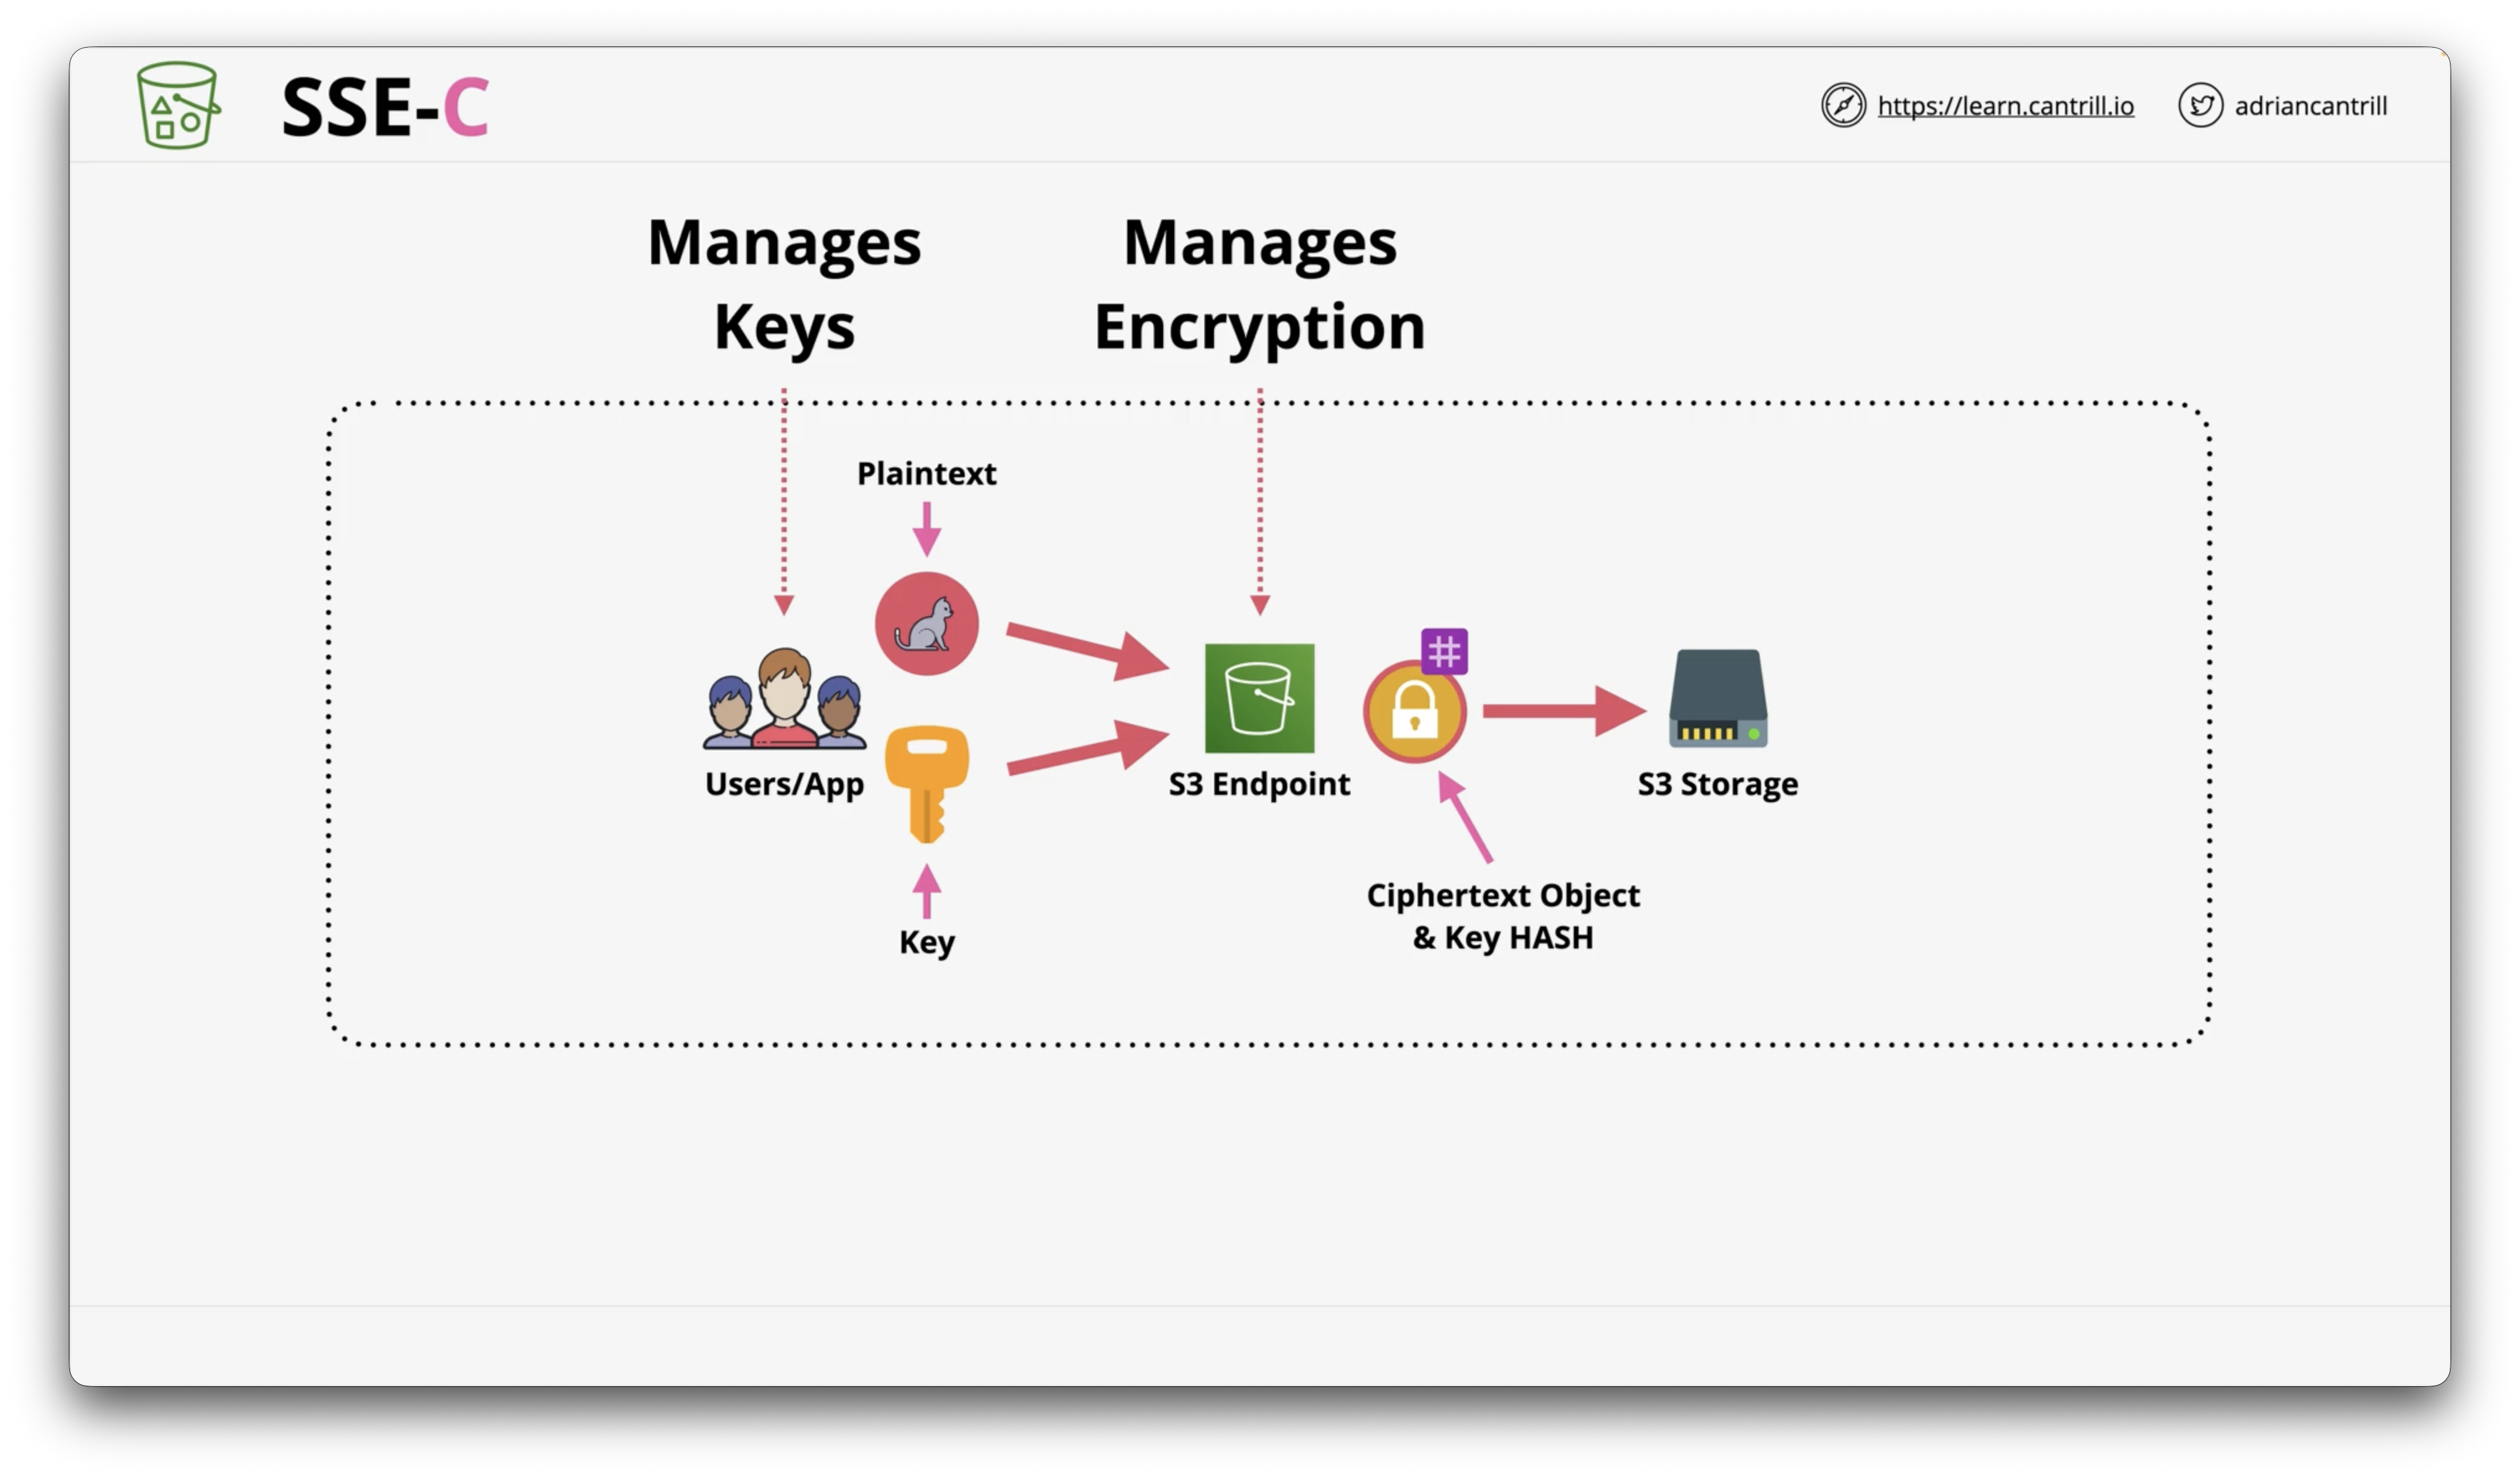 SSE-C
https://learn.cantrill.io
adriancantrill
Manages
Keys
Manages
Encryption
Plaintext
Users/App
S3 Endpoint
S3 Storage
Key
Ciphertext Object
& Key HASH